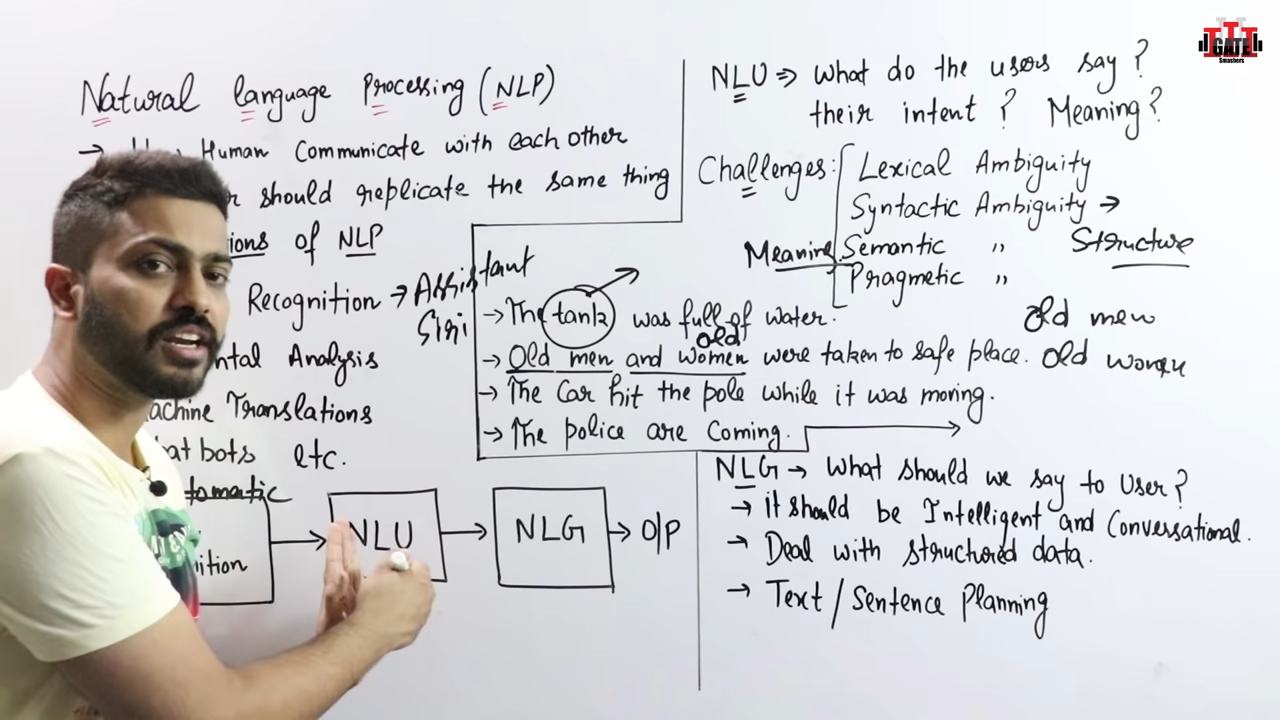 Natural language Processing (NLP)
→ Human Communicate with each other
should replicate the same thing
of NLP
Recognition → Assistant
Siri
Analysis
Translations
bots etc.
NLU
NLG → O/P
NLU ⇒ What do the users say ?
their intent ? Meaning ?
Challenges: Lexical Ambiguity
Syntactic Ambiguity →
Structure
Meaning Semantic "
Pragmetic "
→ The tank was full of water.
old
→ Old men and women were taken to safe place.
Old men
Old women
→ The Car hit the pole while it was moving.
→ The police are Coming.
NLG → What should we say to User ?
→ it should be Intelligent and Conversational.
→ Deal with structured data.
→ Text / Sentence Planning
GATE
Smashers